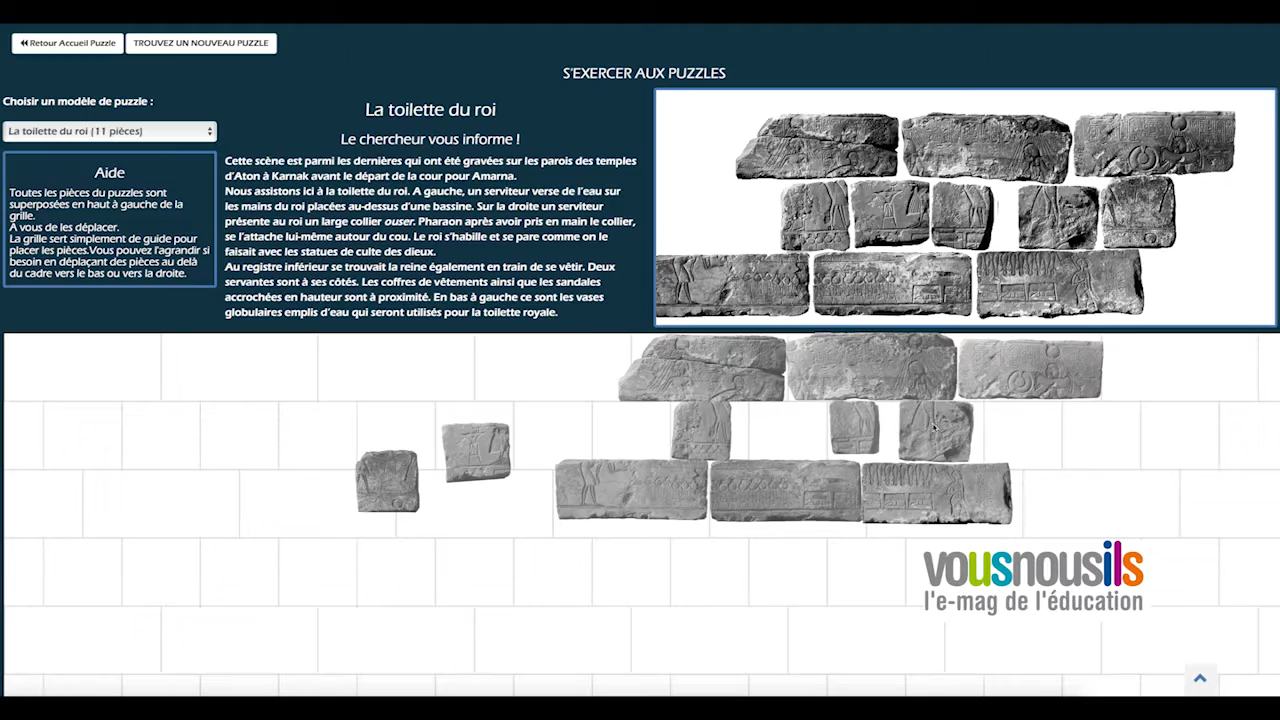 Retour Accueil Puzzle
TROUVEZ UN NOUVEAU PUZZLE
S'EXERCER AUX PUZZLES
Choisir un modèle de puzzle :
La toilette du roi (11 pièces)
Aide
Toutes les pièces du puzzles sont
superposées en haut à gauche de la
grille.
A vous de les déplacer.
La grille sert simplement de guide pour
placer les pièces.Vous pouvez l'agrandir si
besoin en déplaçant des pièces au delà
du cadre vers le bas ou vers la droite.
La toilette du roi
Le chercheur vous informe !
Cette scène est parmi les dernières qui ont été gravées sur les parois des temples
d'Aton à Karnak avant le départ de la cour pour Amarna.
Nous assistons ici à la toilette du roi. A gauche, un serviteur verse de l'eau sur
les mains du roi placées au-dessus d'une bassine. Sur la droite un serviteur
présente au roi un large collier ouser. Pharaon après avoir pris en main le collier,
se l'attache lui-même autour du cou. Le roi s'habille et se pare comme on le
faisait avec les statues de culte des dieux.
Au registre inférieur se trouvait la reine également en train de se vêtir. Deux
servantes sont à ses côtés. Les coffres de vêtements ainsi que les sandales
accrochées en hauteur sont à proximité. En bas à gauche ce sont les vases
globulaires emplis d'eau qui seront utilisés pour la toilette royale.
vousnousils
l'e-mag de l'éducation